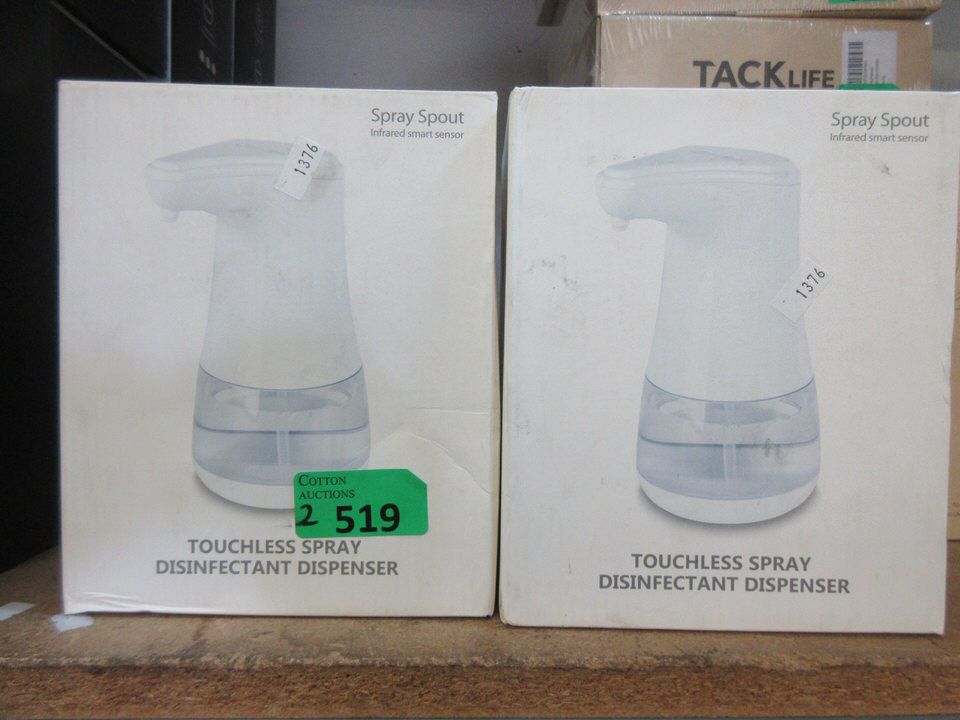 TACKLIFE
Spray Spout
Infrared smart sensor
1376
COTTON
AUCTIONS
2 519
TOUCHLESS SPRAY
DISINFECTANT DISPENSER
Spray Spout
Infrared smart sensor
1376
TOUCHLESS SPRAY
DISINFECTANT DISPENSER